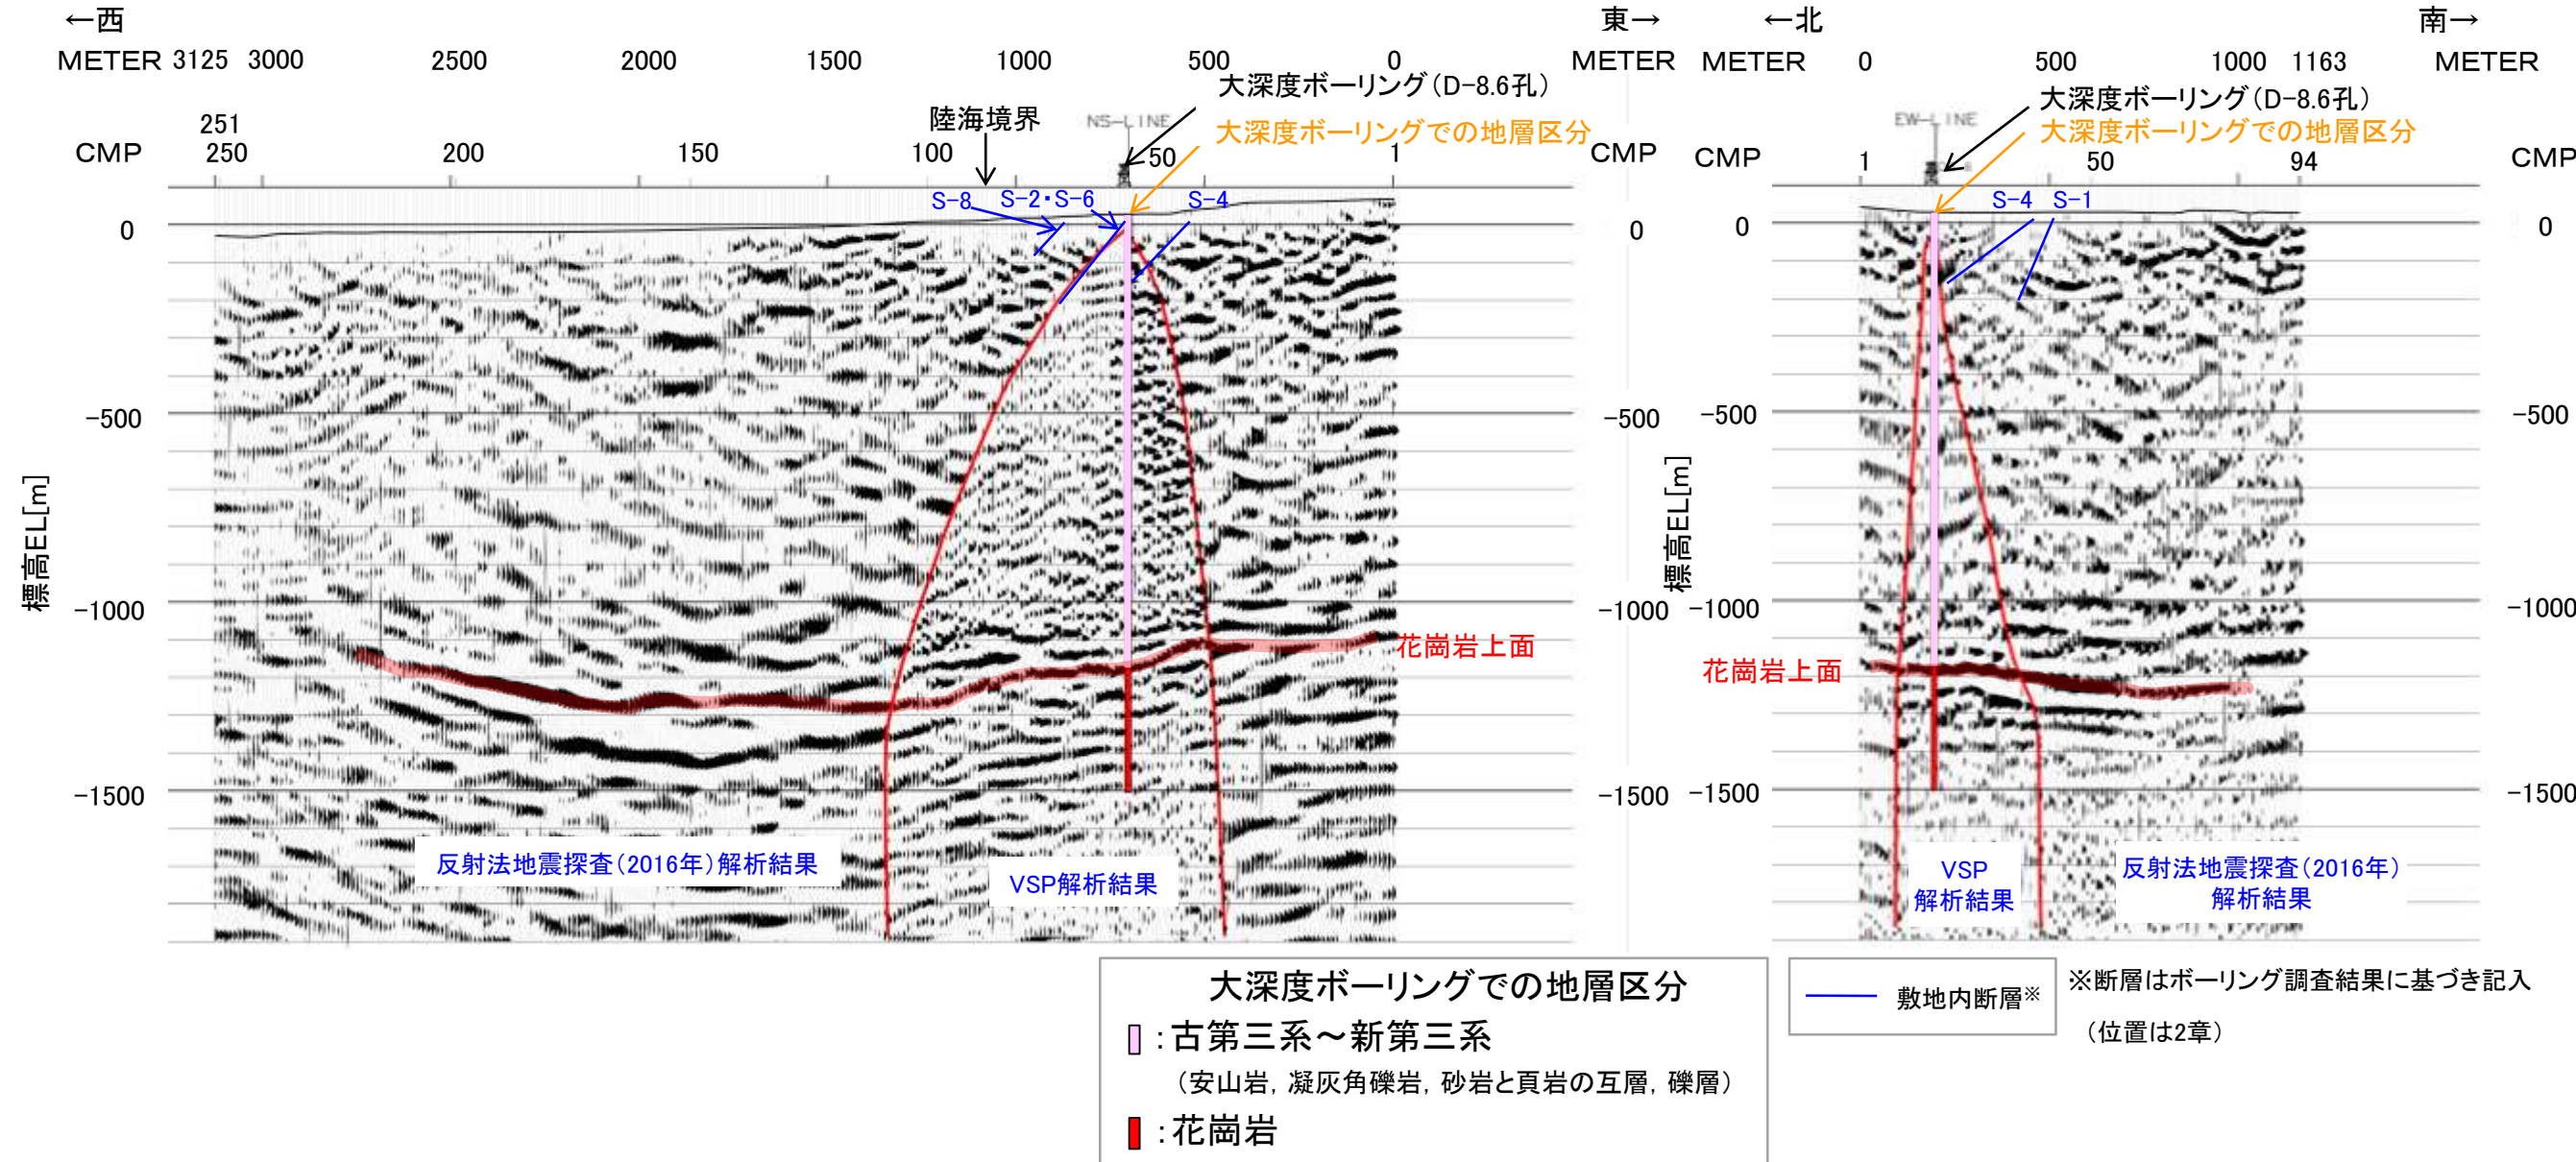 ←西
東→
METER 3125 3000 2500 2000 1500 1000 500 0 METER
大深度ボーリング(D-8.6孔)
大深度ボーリングでの地層区分
陸海境界
NS-LINE
251
CMP 250 200 150 100 50 1 CMP
S-8 S-2・S-6 S-4
0 0
-500 -500
-1000 -1000
-1500 -1500
標高EL[m]
花崗岩上面
反射法地震探査(2016年)解析結果
VSP解析結果
←北
南→
METER 0 500 1000 1163 METER
大深度ボーリング(D-8.6孔)
大深度ボーリングでの地層区分
EW-LINE
CMP 1 50 94 CMP
S-4 S-1
0 0
-500 -500
-1000 -1000
-1500 -1500
標高EL[m]
花崗岩上面
VSP
解析結果
反射法地震探査(2016年)
解析結果
大深度ボーリングでの地層区分
:古第三系~新第三系
(安山岩, 凝灰角礫岩, 砂岩と頁岩の互層, 礫層)
:花崗岩
敷地内断層※
※断層はボーリング調査結果に基づき記入
(位置は2章)